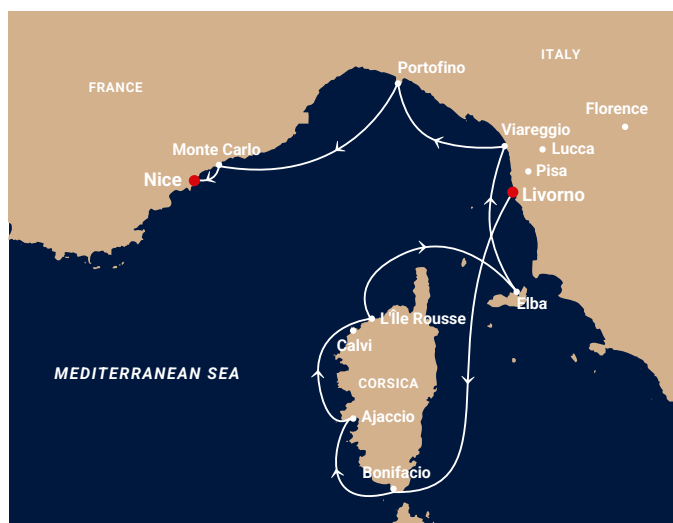 ITALY
Portofino
FRANCE
Florence
Viareggio
Monte Carlo
Lucca
Pisa
Nice
Livorno
Elba
L'Île Rousse
Calvi
MEDITERRANEAN SEA
CORSICA
Ajaccio
Bonifacio